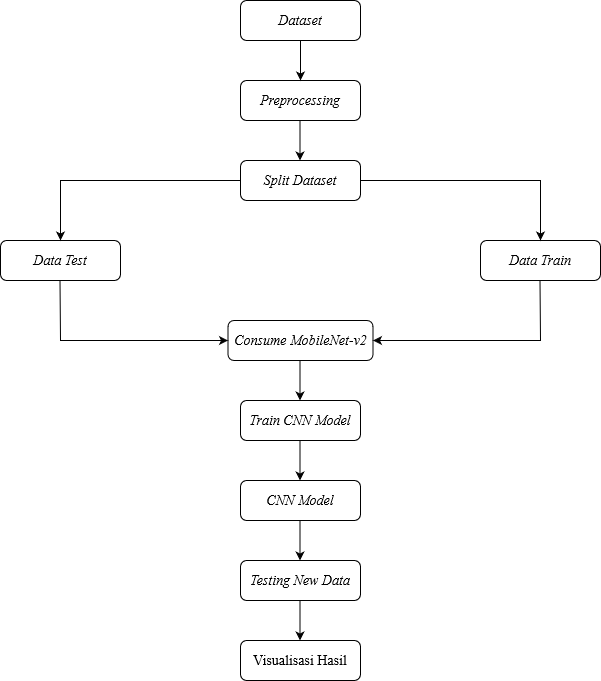 Dataset
Preprocessing
Split Dataset
Data Test
Data Train
Consume MobileNet-v2
Train CNN Model
CNN Model
Testing New Data
Visualisasi Hasil